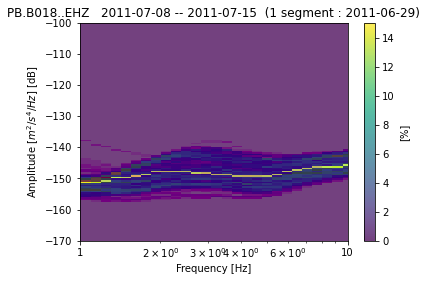 PB.B018..EHZ 2011-07-08 -- 2011-07-15 (1 segment : 2011-06-29)
−100
−110
−120
−130
−140
−150
−160
−170
Amplitude [m²/s⁴/Hz] [dB]
1
2 × 10⁰
3 × 10⁰
4 × 10⁰
6 × 10⁰
10
Frequency [Hz]
14
12
10
8
6
4
2
0
[%]